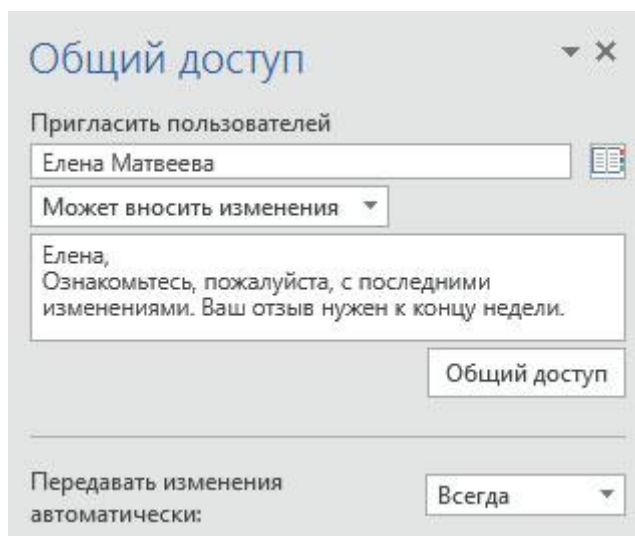 Общий доступ
Пригласить пользователей
Елена Матвеева
Может вносить изменения
Елена,
Ознакомьтесь, пожалуйста, с последними
изменениями. Ваш отзыв нужен к концу недели.
Общий доступ
Передавать изменения
автоматически:
Всегда